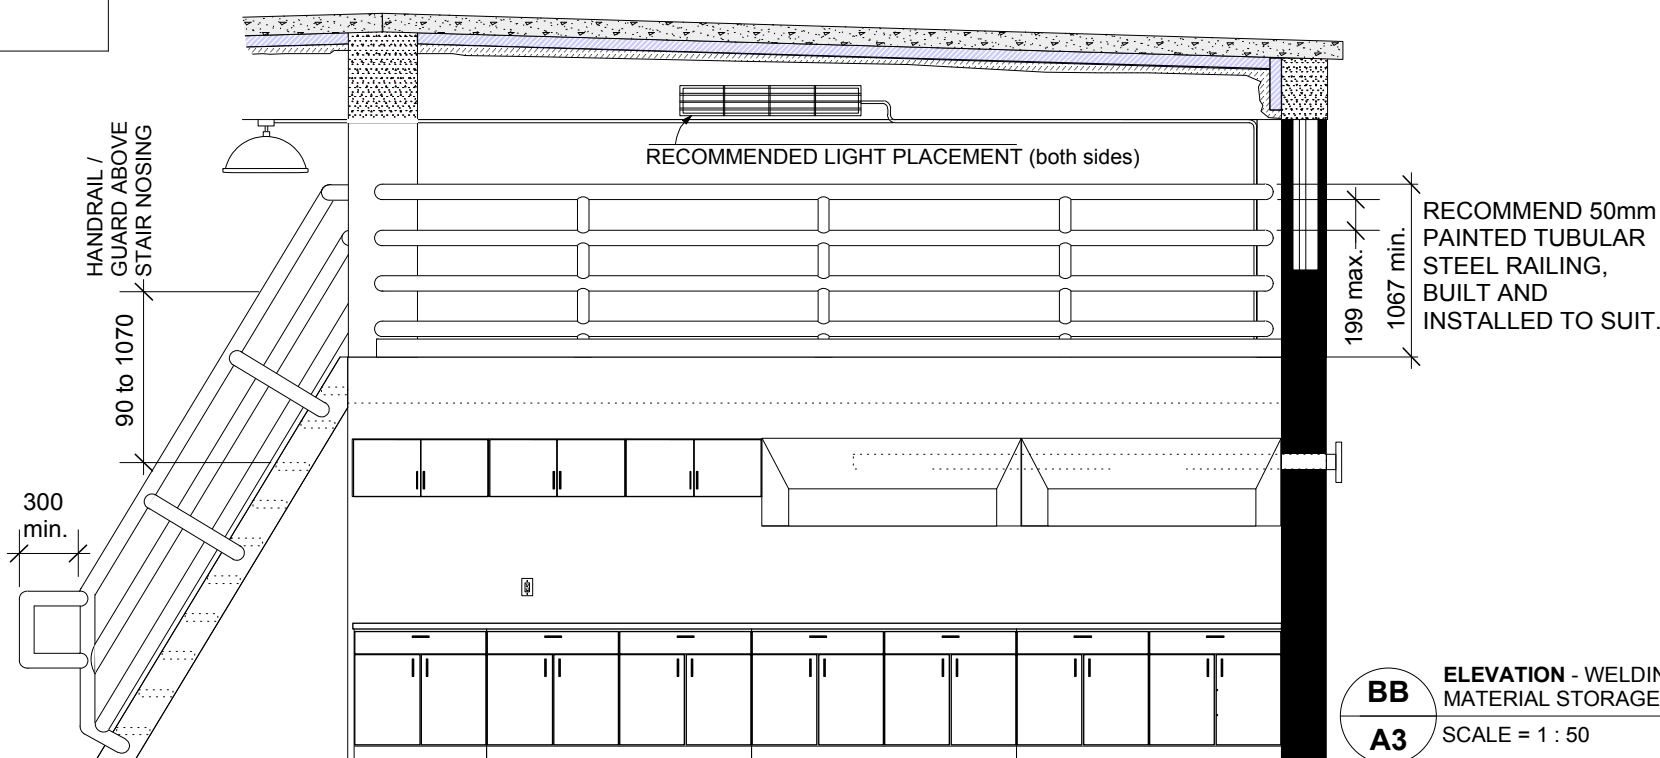 HANDRAIL /
GUARD ABOVE
STAIR NOSING
90 to 1070
300
min.
RECOMMENDED LIGHT PLACEMENT (both sides)
199 max.
1067 min.
RECOMMEND 50mm
PAINTED TUBULAR
STEEL RAILING,
BUILT AND
INSTALLED TO SUIT.
BB
A3
ELEVATION - WELDIN
MATERIAL STORAGE
SCALE = 1 : 50